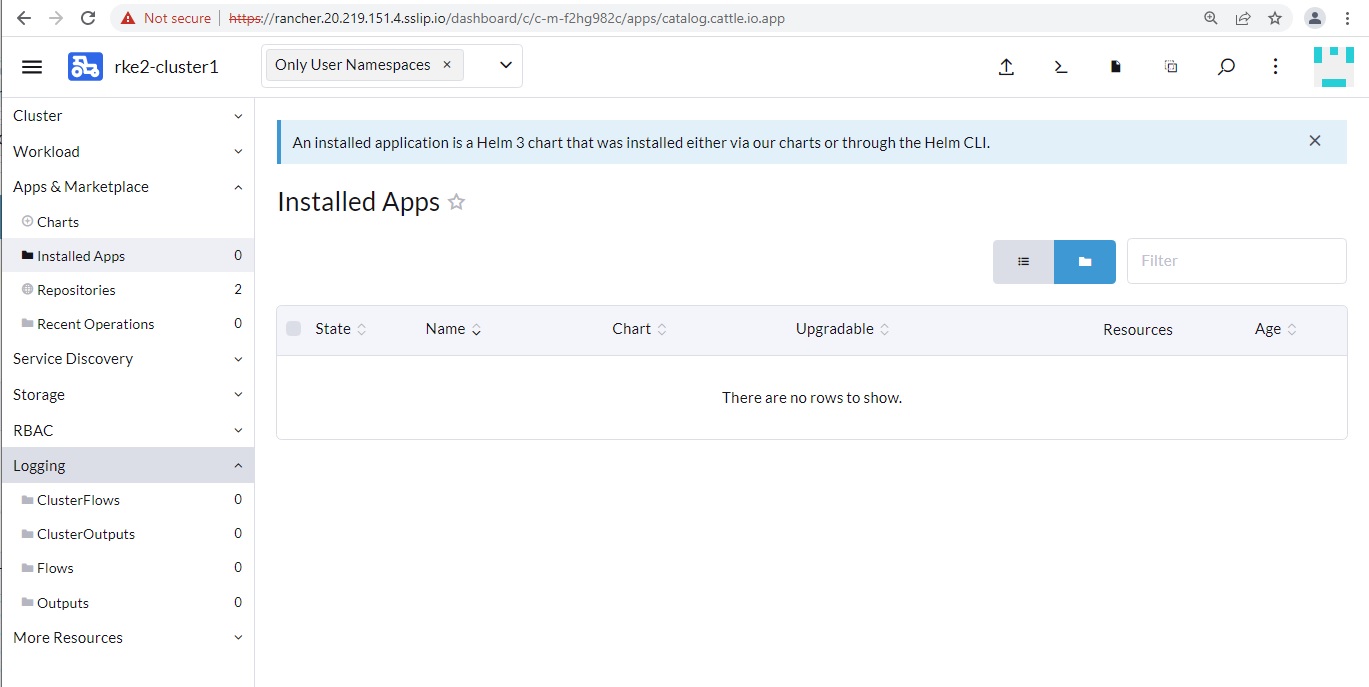 Not secure | https://rancher.20.219.151.4.sslip.io/dashboard/c/c-m-f2hg982c/apps/catalog.cattle.io.app
rke2-cluster1
Only User Namespaces ×
Cluster
Workload
Apps & Marketplace
Charts
Installed Apps 0
Repositories 2
Recent Operations 0
Service Discovery
Storage
RBAC
Logging
ClusterFlows 0
ClusterOutputs 0
Flows 0
Outputs 0
More Resources
An installed application is a Helm 3 chart that was installed either via our charts or through the Helm CLI.
Installed Apps
Filter
State Name Chart Upgradable Resources Age
There are no rows to show.